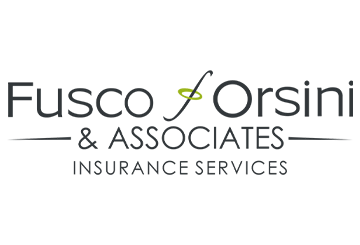 Fusco f Orsini
& ASSOCIATES
INSURANCE SERVICES